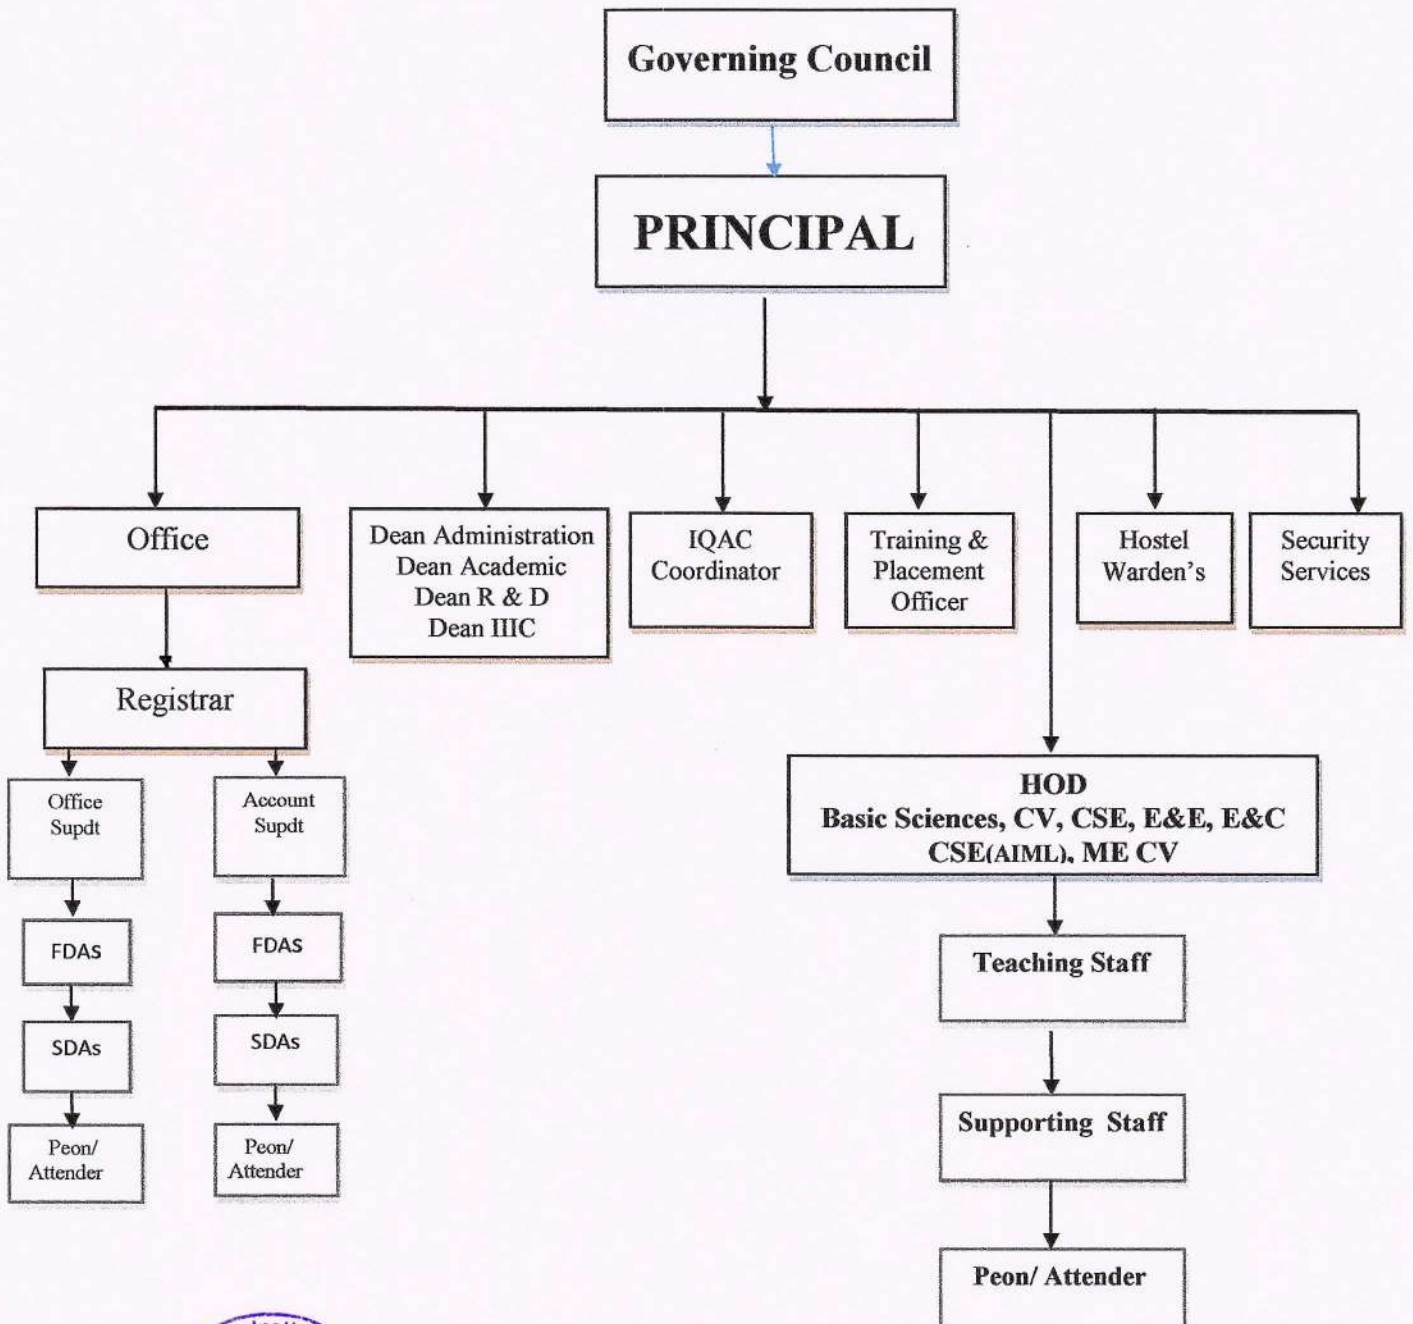 Governing Council
PRINCIPAL
Office
Dean Administration
Dean Academic
Dean R & D
Dean IIIC
IQAC
Coordinator
Training &
Placement
Officer
Hostel
Warden's
Security
Services
Registrar
Office
Supdt
Account
Supdt
FDAs
FDAs
SDAs
SDAs
Peon/
Attender
Peon/
Attender
HOD
Basic Sciences, CV, CSE, E&E, E&C
CSE(AIML), ME CV
Teaching Staff
Supporting Staff
Peon/ Attender